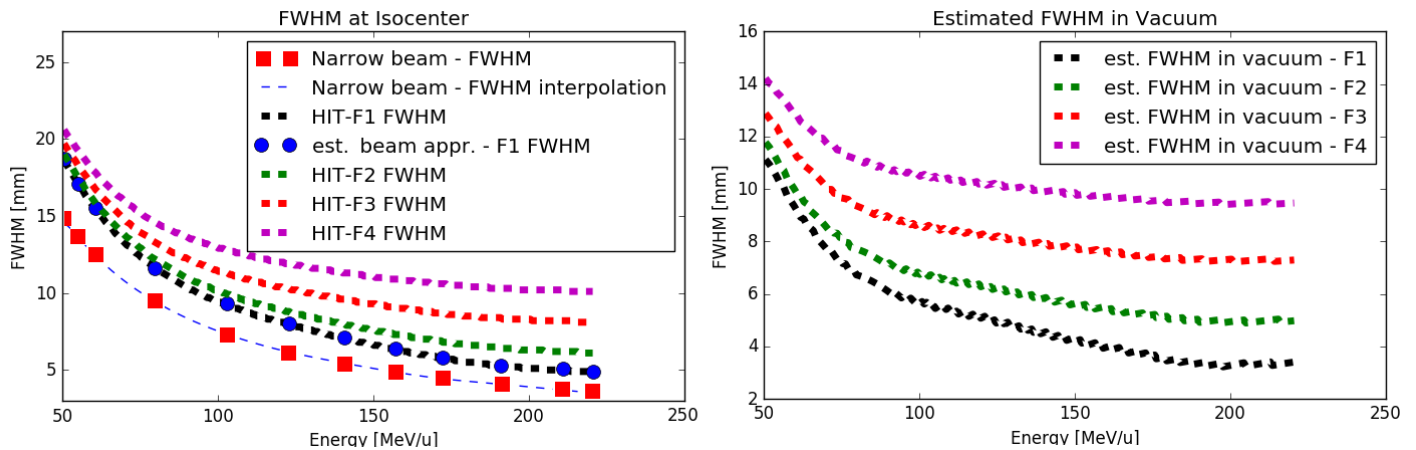 FWHM at Isocenter
FWHM [mm]
25
20
15
10
5
50
100
150
200
250
Energy [MeV/u]
Narrow beam - FWHM
Narrow beam - FWHM interpolation
HIT-F1 FWHM
est. beam appr. - F1 FWHM
HIT-F2 FWHM
HIT-F3 FWHM
HIT-F4 FWHM
Estimated FWHM in Vacuum
FWHM [mm]
16
14
12
10
8
6
4
2
50
100
150
200
250
Energy [MeV/u]
est. FWHM in vacuum - F1
est. FWHM in vacuum - F2
est. FWHM in vacuum - F3
est. FWHM in vacuum - F4